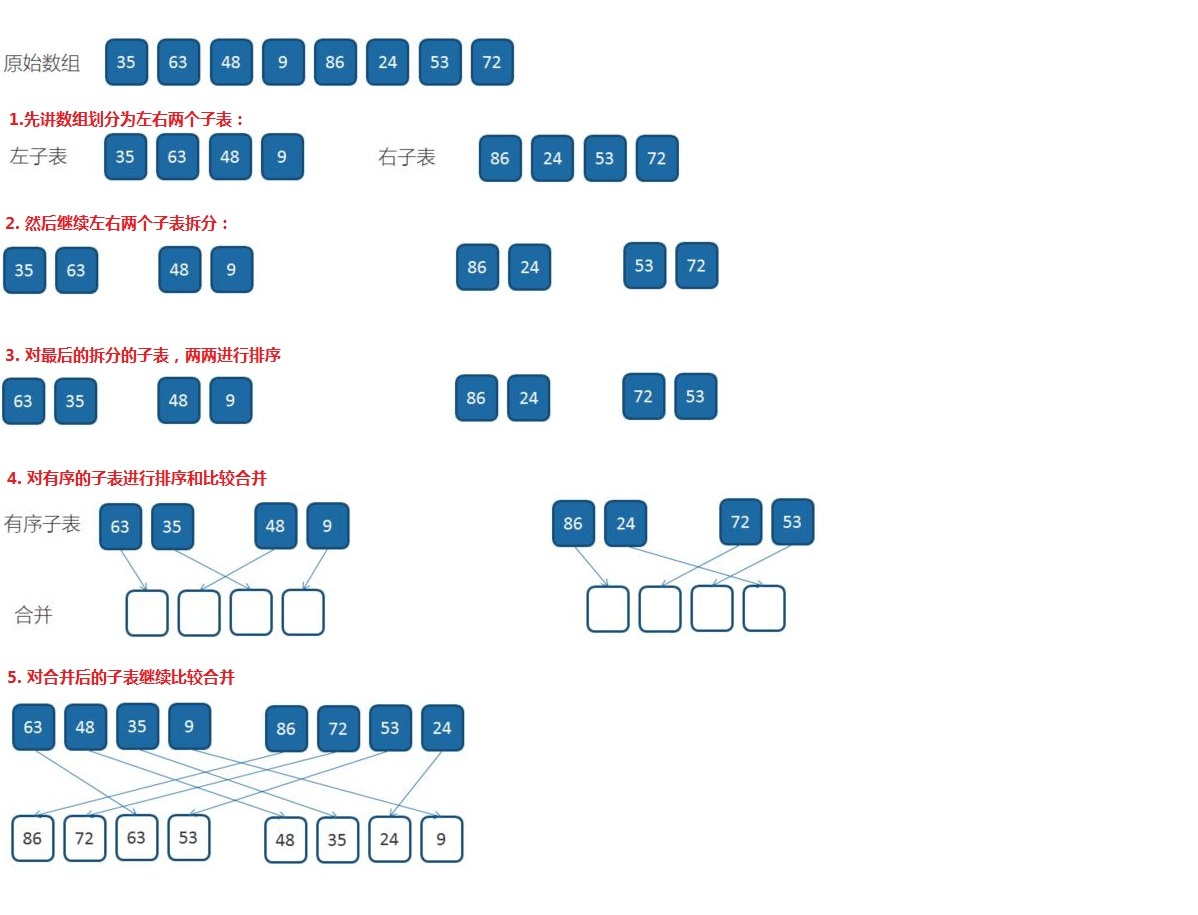 原始数组 35 63 48 9 86 24 53 72
1.先讲数组划分为左右两个子表：
左子表 35 63 48 9 右子表 86 24 53 72
2. 然后继续左右两个子表拆分：
35 63 48 9 86 24 53 72
3. 对最后的拆分的子表，两两进行排序
63 35 48 9 86 24 72 53
4. 对有序的子表进行排序和比较合并
有序子表 63 35 48 9 86 24 72 53
合并
5. 对合并后的子表继续比较合并
63 48 35 9 86 72 53 24
86 72 63 53 48 35 24 9